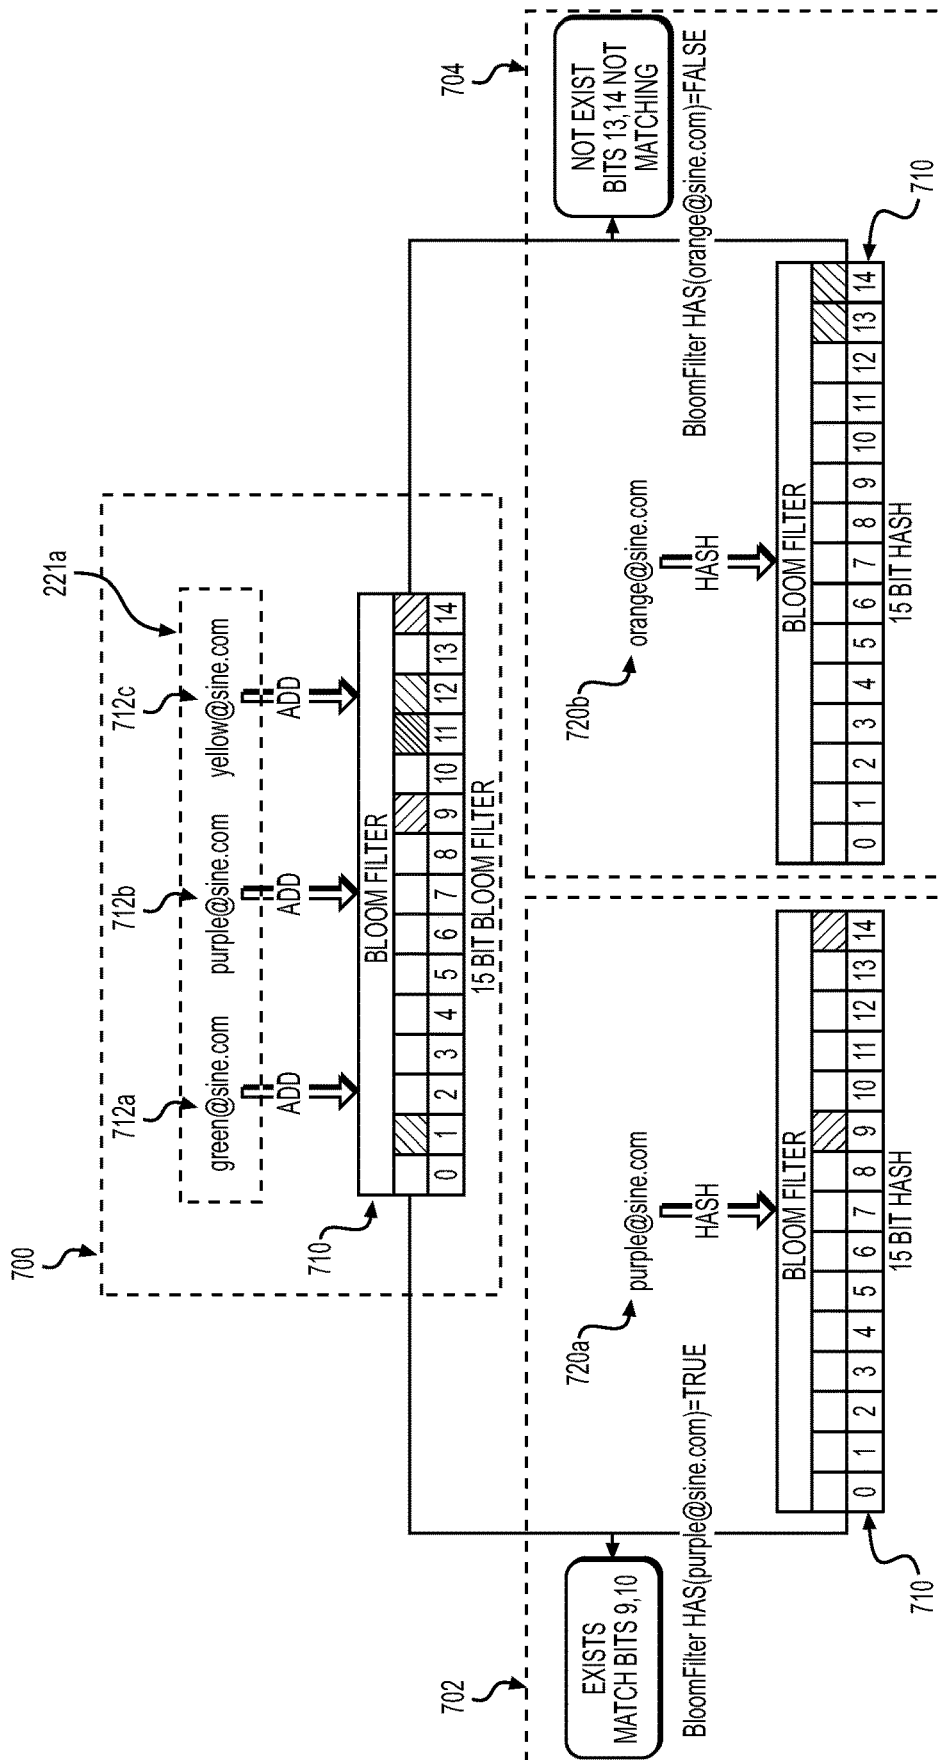 700
221a
712a
712b
712c
green@sine.com
purple@sine.com
yellow@sine.com
ADD
ADD
ADD
710
BLOOM FILTER
0 1 2 3 4 5 6 7 8 9 10 11 12 13 14
15 BIT BLOOM FILTER
702
EXISTS
MATCH BITS 9,10
BloomFilter HAS(purple@sine.com)=TRUE
720a
purple@sine.com
HASH
BLOOM FILTER
0 1 2 3 4 5 6 7 8 9 10 11 12 13 14
15 BIT HASH
710
704
NOT EXIST
BITS 13,14 NOT
MATCHING
BloomFilter HAS(orange@sine.com)=FALSE
720b
orange@sine.com
HASH
BLOOM FILTER
0 1 2 3 4 5 6 7 8 9 10 11 12 13 14
15 BIT HASH
710